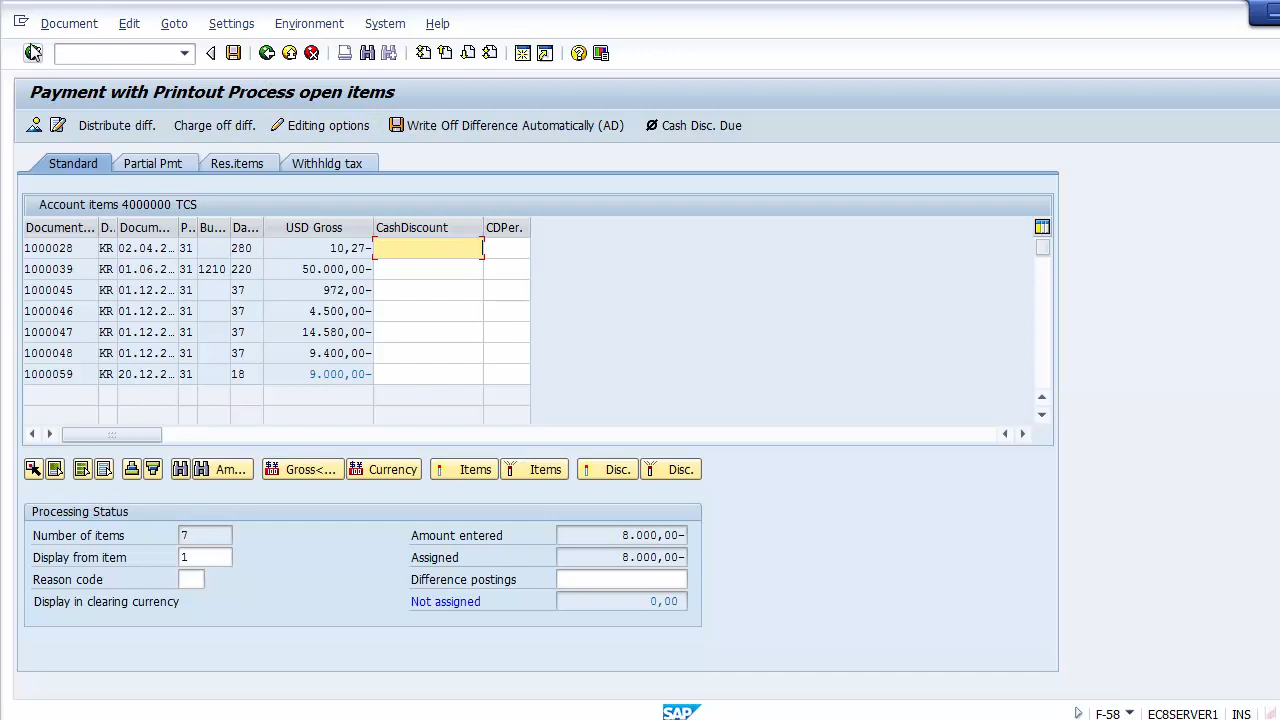 Document Edit Goto Settings Environment System Help
Payment with Printout Process open items
Distribute diff. Charge off diff. Editing options Write Off Difference Automatically (AD) Cash Disc. Due
Standard Partial Pmt Res.items Withhldg tax
Account items 4000000 TCS
Document... D.. Docum... P.. Bu... Da... USD Gross CashDiscount CDPer.
1000028 KR 02.04.2... 31 280 10,27-
1000039 KR 01.06.2... 31 1210 220 50.000,00-
1000045 KR 01.12.2... 31 37 972,00-
1000046 KR 01.12.2... 31 37 4.500,00-
1000047 KR 01.12.2... 31 37 14.580,00-
1000048 KR 01.12.2... 31 37 9.400,00-
1000059 KR 20.12.2... 31 18 9.000,00-
Am... Gross<... Currency Items Items Disc. Disc.
Processing Status
Number of items 7 Amount entered 8.000,00-
Display from item 1 Assigned 8.000,00-
Reason code Difference postings
Display in clearing currency Not assigned 0,00
SAP F-58 EC8SERVER1 INS